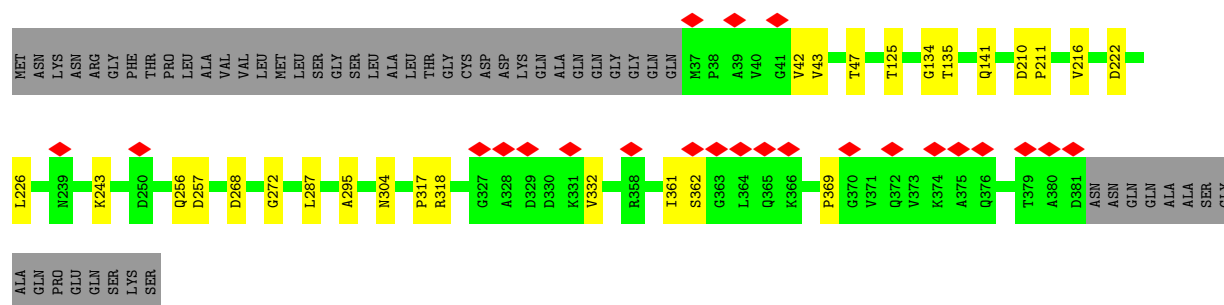 MET ASN LYS ASN ARG GLY PHE THR PRO LEU ALA VAL VAL LEU MET LEU SER GLY SER LEU ALA LEU THR GLY CYS ASP ASP LYS GLN ALA GLN GLN GLY GLY GLN GLN M37 P38 A39 V40 G41 V42 V43 T47 T125 G134 T135 Q141 D210 P211 V216 D222
L226 N239 K243 D250 Q256 D257 D268 G272 L287 A295 N304 P317 R318 G327 A328 D329 D330 K331 V332 R358 I361 S362 G363 L364 Q365 K366 P369 G370 V371 Q372 V373 K374 A375 Q376 T379 A380 D381 ASN ASN GLN GLN ALA ALA SER GLY
ALA GLN PRO GLU GLN SER LYS SER